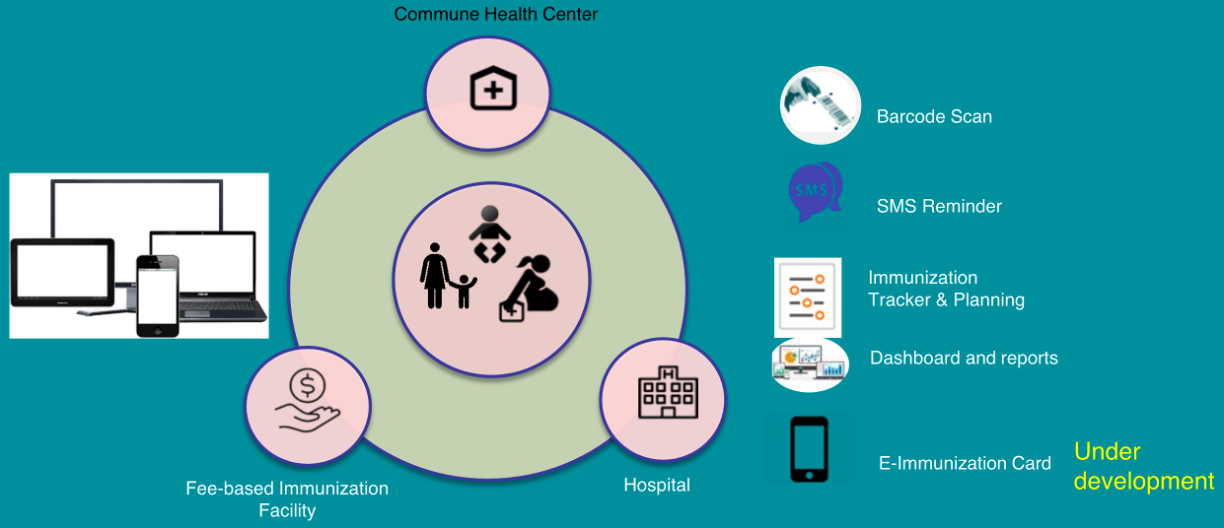 Commune Health Center
Barcode Scan
SMS
SMS Reminder
Immunization
Tracker & Planning
Dashboard and reports
E-Immunization Card
Under
development
Fee-based Immunization
Facility
Hospital